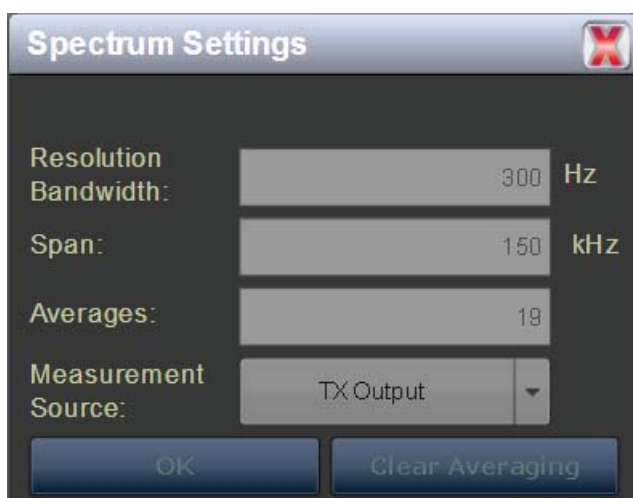 Spectrum Settings
Resolution
Bandwidth:
300 Hz
Span:
150 kHz
Averages:
19
Measurement
Source:
TX Output
OK
Clear Averaging